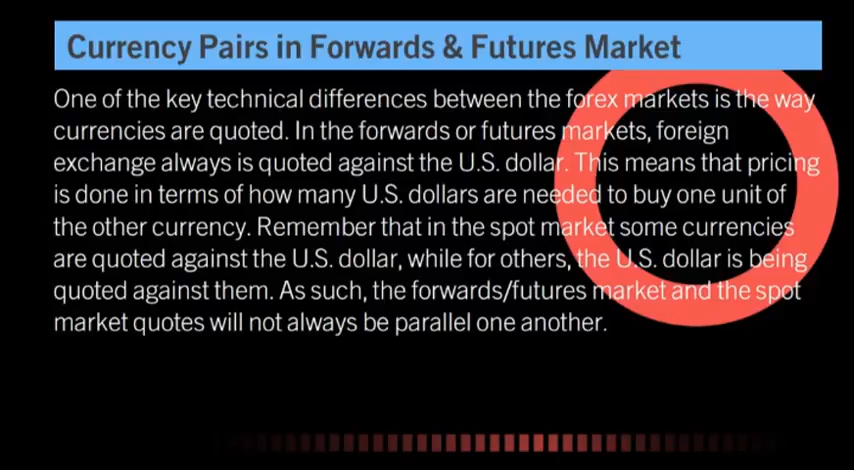 Currency Pairs in Forwards & Futures Market
One of the key technical differences between the forex markets is the way
currencies are quoted. In the forwards or futures markets, foreign
exchange always is quoted against the U.S. dollar. This means that pricing
is done in terms of how many U.S. dollars are needed to buy one unit of
the other currency. Remember that in the spot market some currencies
are quoted against the U.S. dollar, while for others, the U.S. dollar is being
quoted against them. As such, the forwards/futures market and the spot
market quotes will not always be parallel one another.